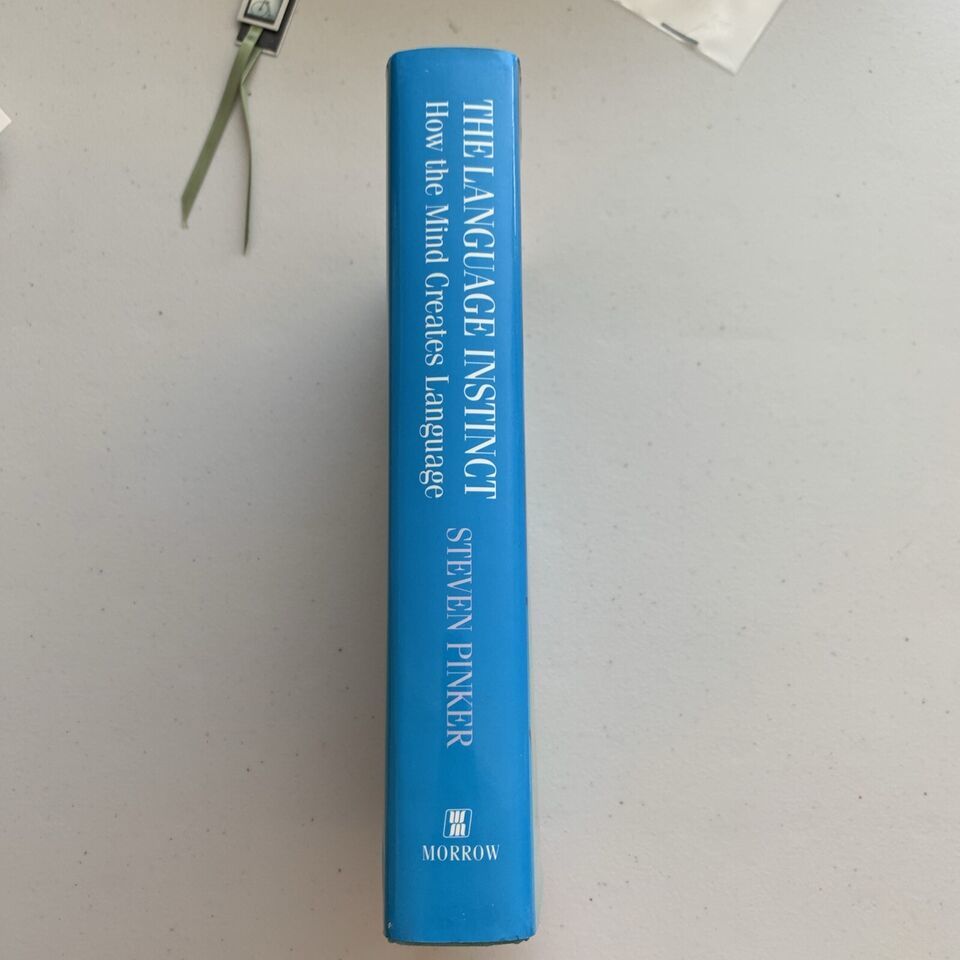 THE LANGUAGE INSTINCT
How the Mind Creates Language
STEVEN PINKER
MORROW